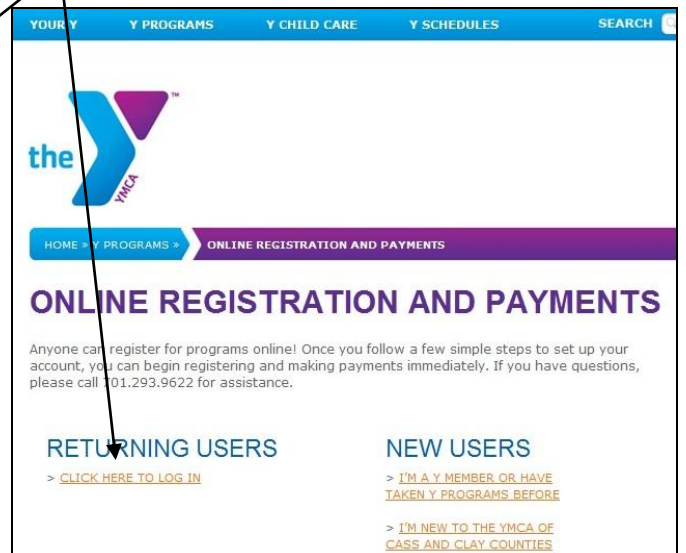 YOUR Y Y PROGRAMS Y CHILD CARE Y SCHEDULES SEARCH
the
YMCA
TM
HOME » Y PROGRAMS » ONLINE REGISTRATION AND PAYMENTS
ONLINE REGISTRATION AND PAYMENTS
Anyone can register for programs online! Once you follow a few simple steps to set up your
account, you can begin registering and making payments immediately. If you have questions,
please call 701.293.9622 for assistance.
RETURNING USERS
> CLICK HERE TO LOG IN
NEW USERS
> I'M A Y MEMBER OR HAVE
TAKEN Y PROGRAMS BEFORE
> I'M NEW TO THE YMCA OF
CASS AND CLAY COUNTIES